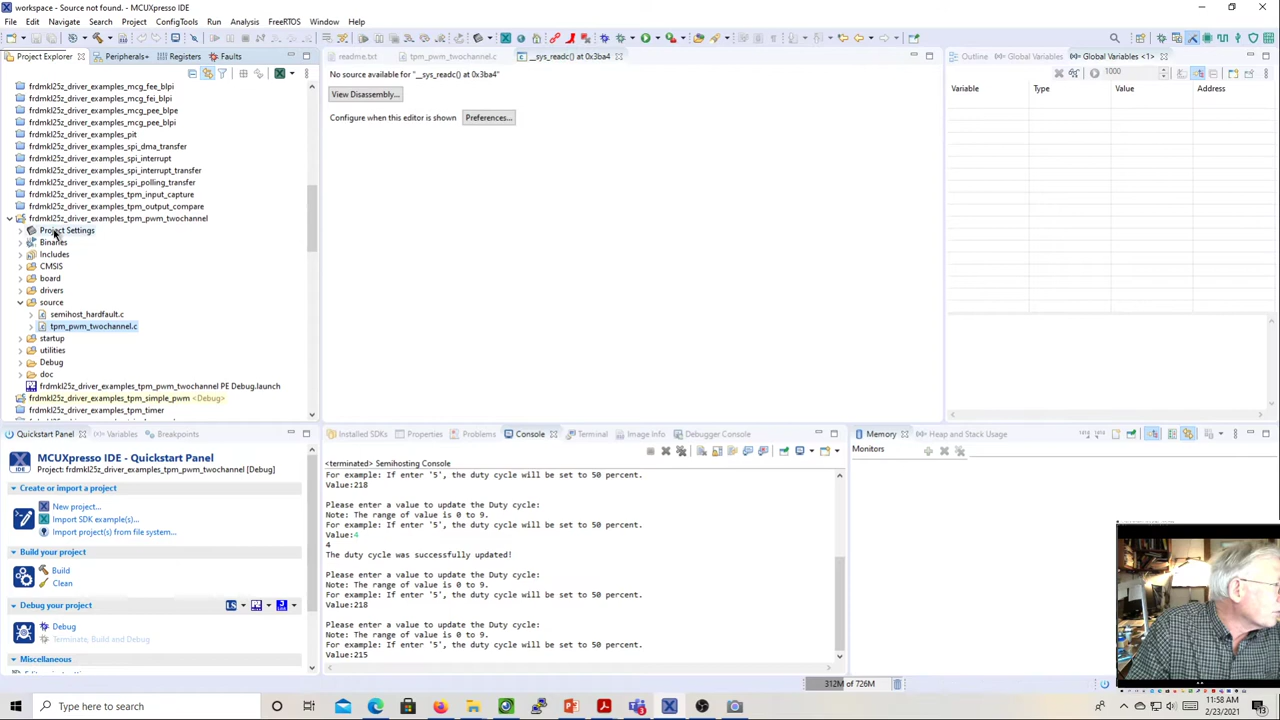 workspace - Source not found. - MCUXpresso IDE
File Edit Navigate Search Project ConfigTools Run Analysis FreeRTOS Window Help
Project Explorer Peripherals+ Registers Faults
frdmkl25z_driver_examples_mcg_fee_blpi
frdmkl25z_driver_examples_mcg_fei_blpi
frdmkl25z_driver_examples_mcg_pee_blpe
frdmkl25z_driver_examples_mcg_pee_blpi
frdmkl25z_driver_examples_pit
frdmkl25z_driver_examples_spi_dma_transfer
frdmkl25z_driver_examples_spi_interrupt
frdmkl25z_driver_examples_spi_interrupt_transfer
frdmkl25z_driver_examples_spi_polling_transfer
frdmkl25z_driver_examples_tpm_input_capture
frdmkl25z_driver_examples_tpm_output_compare
frdmkl25z_driver_examples_tpm_pwm_twochannel
Project Settings
Binaries
Includes
CMSIS
board
drivers
source
semihost_hardfault.c
tpm_pwm_twochannel.c
startup
utilities
Debug
doc
frdmkl25z_driver_examples_tpm_pwm_twochannel PE Debug.launch
frdmkl25z_driver_examples_tpm_simple_pwm <Debug>
frdmkl25z_driver_examples_tpm_timer
readme.txt tpm_pwm_twochannel.c __sys_readc() at 0x3ba4
No source available for "__sys_readc() at 0x3ba4"
View Disassembly...
Configure when this editor is shown Preferences...
Outline Global Variables Global Variables <1>
1000
Variable Type Value Address
Quickstart Panel Variables Breakpoints
MCUXpresso IDE - Quickstart Panel
IDE
Project: frdmkl25z_driver_examples_tpm_pwm_twochannel [Debug]
Create or import a project
New project...
Import SDK example(s)...
Import project(s) from file system...
Build your project
Build
Clean
Debug your project
Debug
Terminate, Build and Debug
Miscellaneous
Installed SDKs Properties Problems Console Terminal Image Info Debugger Console
<terminated> Semihosting Console
For example: If enter '5', the duty cycle will be set to 50 percent.
Value:218
Please enter a value to update the Duty cycle:
Note: The range of value is 0 to 9.
For example: If enter '5', the duty cycle will be set to 50 percent.
Value:4
4
The duty cycle was successfully updated!
Please enter a value to update the Duty cycle:
Note: The range of value is 0 to 9.
For example: If enter '5', the duty cycle will be set to 50 percent.
Value:218
Please enter a value to update the Duty cycle:
Note: The range of value is 0 to 9.
For example: If enter '5', the duty cycle will be set to 50 percent.
Value:215
Memory Heap and Stack Usage
Monitors
312M of 726M
Type here to search
11:58 AM
2/23/2021